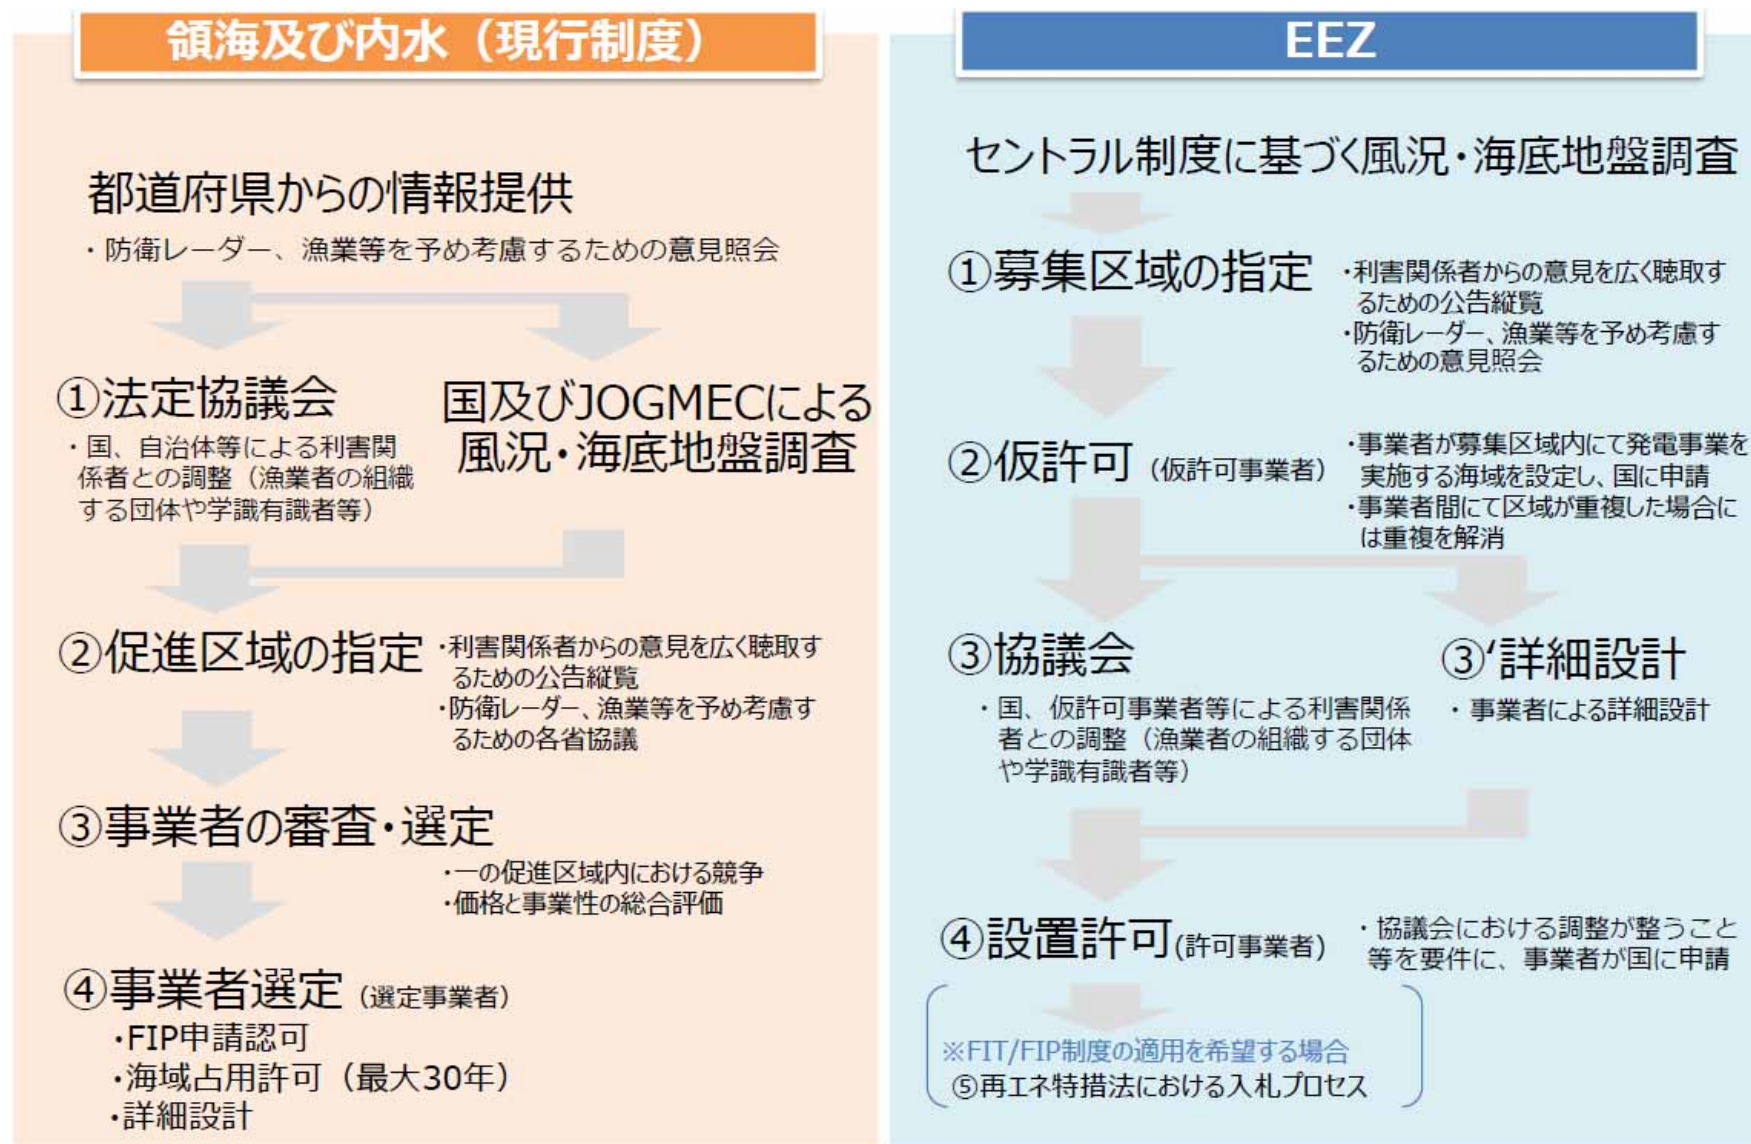 領海及び内水（現行制度）
都道府県からの情報提供
・防衛レーダー、漁業等を予め考慮するための意見照会
①法定協議会
・国、自治体等による利害関
係者との調整（漁業者の組織
する団体や学識有識者等）
国及びJOGMECによる
風況・海底地盤調査
②促進区域の指定
・利害関係者からの意見を広く聴取す
るための公告縦覧
・防衛レーダー、漁業等を予め考慮す
るための各省協議
③事業者の審査・選定
・一の促進区域内における競争
・価格と事業性の総合評価
④事業者選定（選定事業者）
・FIP申請認可
・海域占用許可（最大30年）
・詳細設計
EEZ
セントラル制度に基づく風況・海底地盤調査
①募集区域の指定
・利害関係者からの意見を広く聴取す
るための公告縦覧
・防衛レーダー、漁業等を予め考慮す
るための意見照会
②仮許可（仮許可事業者）
・事業者が募集区域内にて発電事業を
実施する海域を設定し、国に申請
・事業者間にて区域が重複した場合に
は重複を解消
③協議会
・国、仮許可事業者等による利害関係
者との調整（漁業者の組織する団体
や学識有識者等）
③‘詳細設計
・事業者による詳細設計
④設置許可(許可事業者)
・協議会における調整が整うこと
等を要件に、事業者が国に申請
※FIT/FIP制度の適用を希望する場合
⑤再エネ特措法における入札プロセス